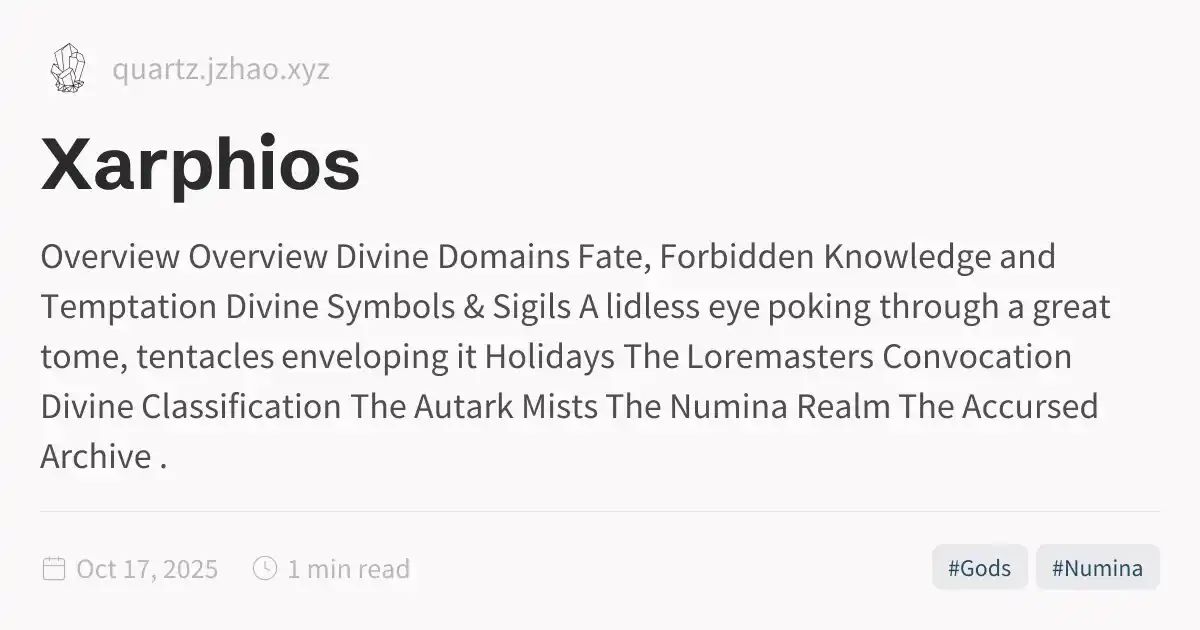 quartz.jzhao.xyz
Xarphios
Overview Overview Divine Domains Fate, Forbidden Knowledge and
Temptation Divine Symbols & Sigils A lidless eye poking through a great
tome, tentacles enveloping it Holidays The Loremasters Convocation
Divine Classification The Autark Mists The Numina Realm The Accursed
Archive .
Oct 17, 2025 1 min read #Gods #Numina